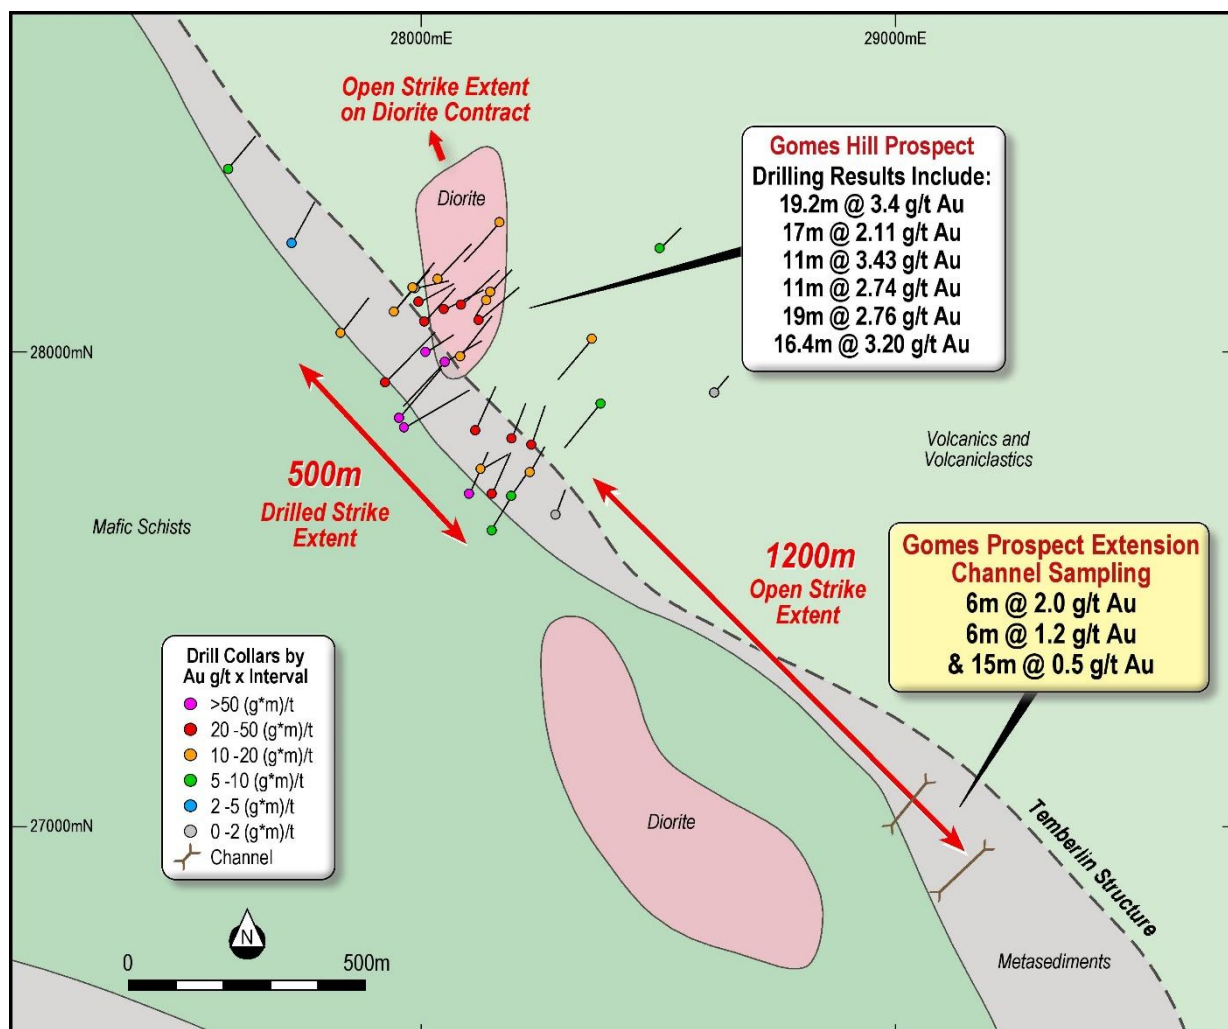 28000mE
29000mE
Open Strike Extent
on Diorite Contract
Diorite
Gomes Hill Prospect
Drilling Results Include:
19.2m @ 3.4 g/t Au
17m @ 2.11 g/t Au
11m @ 3.43 g/t Au
11m @ 2.74 g/t Au
19m @ 2.76 g/t Au
16.4m @ 3.20 g/t Au
28000mN
Volcanics and
Volcaniclastics
500m
Drilled Strike
Extent
Mafic Schists
1200m
Open Strike
Extent
Gomes Prospect Extension
Channel Sampling
6m @ 2.0 g/t Au
6m @ 1.2 g/t Au
& 15m @ 0.5 g/t Au
Drill Collars by
Au g/t x Interval
>50 (g*m)/t
20 -50 (g*m)/t
10 -20 (g*m)/t
5 -10 (g*m)/t
2 -5 (g*m)/t
0 -2 (g*m)/t
Channel
27000mN
Diorite
Temberlin Structure
Metasediments
N
0 500m